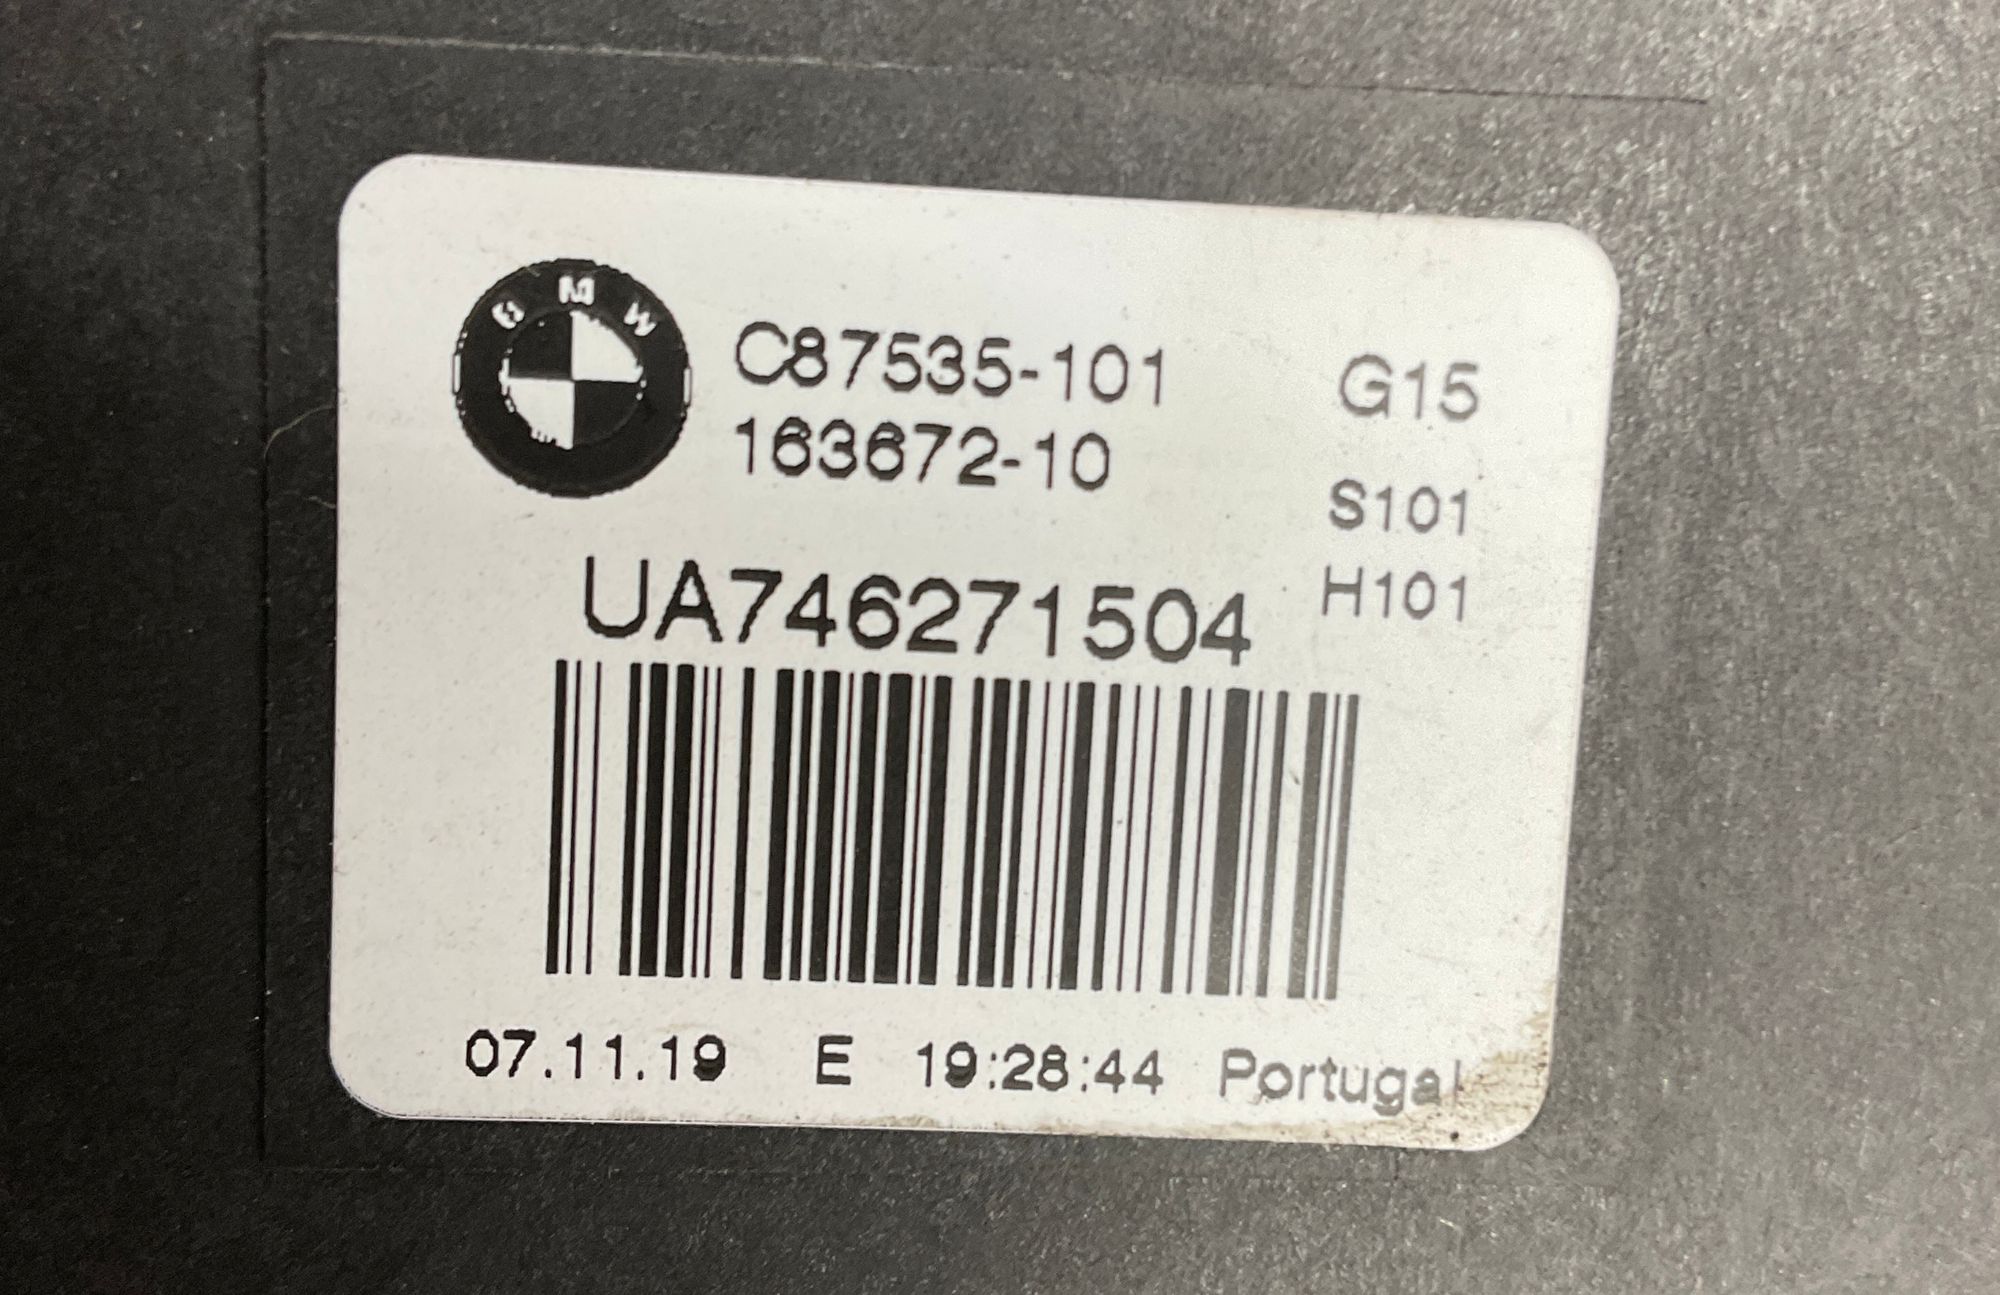 BMW
C87535-101 G15
163672-10
S101
UA746271504 H101
07.11.19 E 19:28:44 Portugal